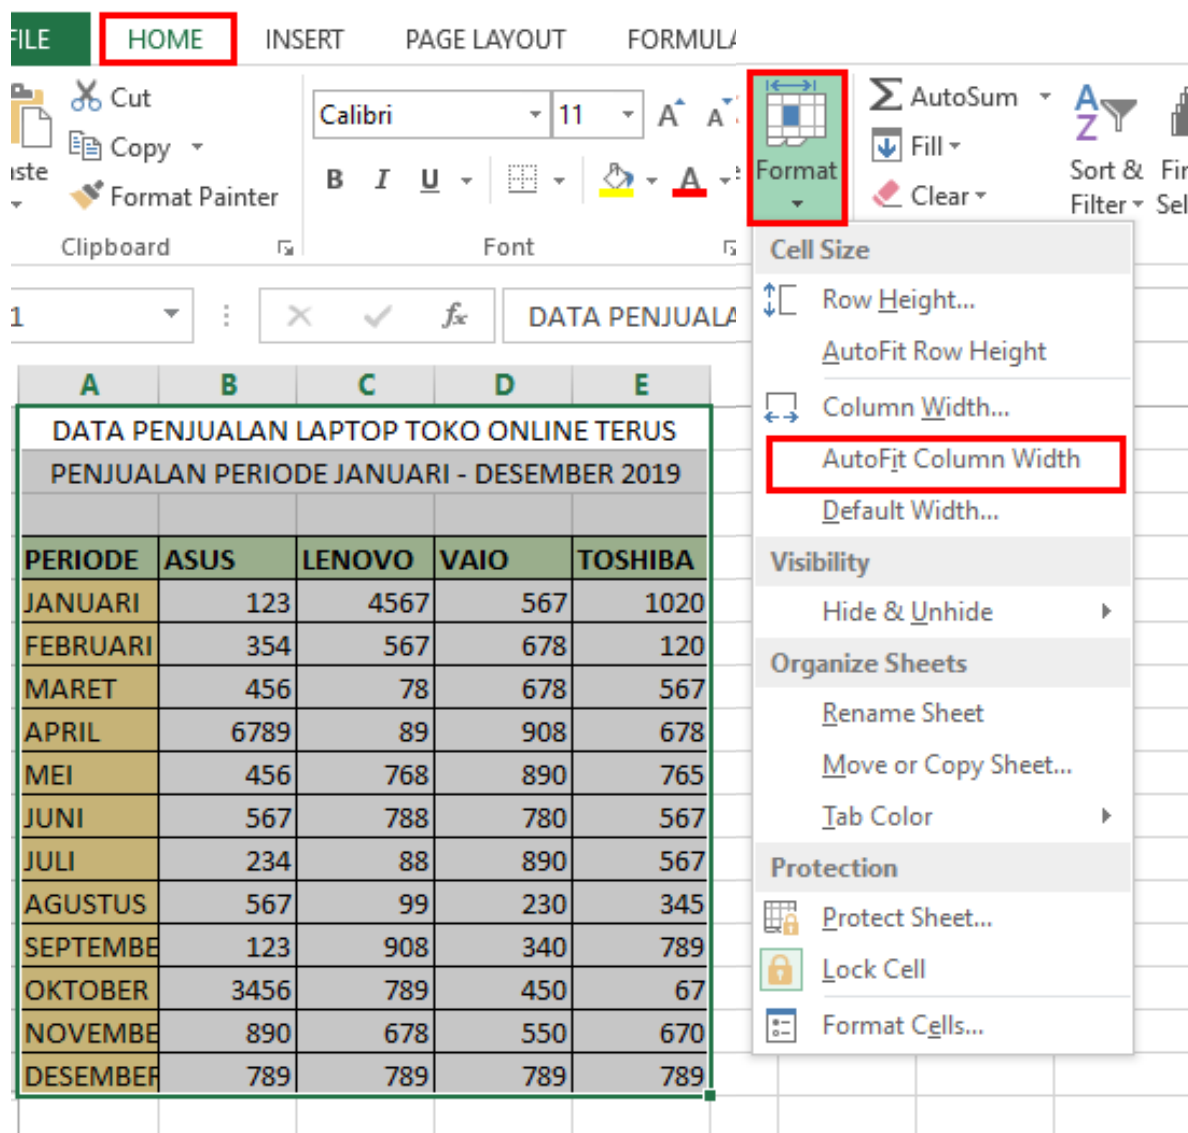 FILE HOME INSERT PAGE LAYOUT FORMULA
Cut
Copy
Format Painter
Clipboard
Calibri 11 A A
B I U A
Font
Format
AutoSum
Fill
Clear
A
Z
Sort &
Filter
1 fx DATA PENJUALA
Cell Size
Row Height...
AutoFit Row Height
Column Width...
AutoFit Column Width
Default Width...
Visibility
Hide & Unhide
Organize Sheets
Rename Sheet
Move or Copy Sheet...
Tab Color
Protection
Protect Sheet...
Lock Cell
Format Cells...
A B C D E
DATA PENJUALAN LAPTOP TOKO ONLINE TERUS
PENJUALAN PERIODE JANUARI - DESEMBER 2019
PERIODE ASUS LENOVO VAIO TOSHIBA
JANUARI 123 4567 567 1020
FEBRUARI 354 567 678 120
MARET 456 78 678 567
APRIL 6789 89 908 678
MEI 456 768 890 765
JUNI 567 788 780 567
JULI 234 88 890 567
AGUSTUS 567 99 230 345
SEPTEMBE 123 908 340 789
OKTOBER 3456 789 450 67
NOVEMBE 890 678 550 670
DESEMBER 789 789 789 789